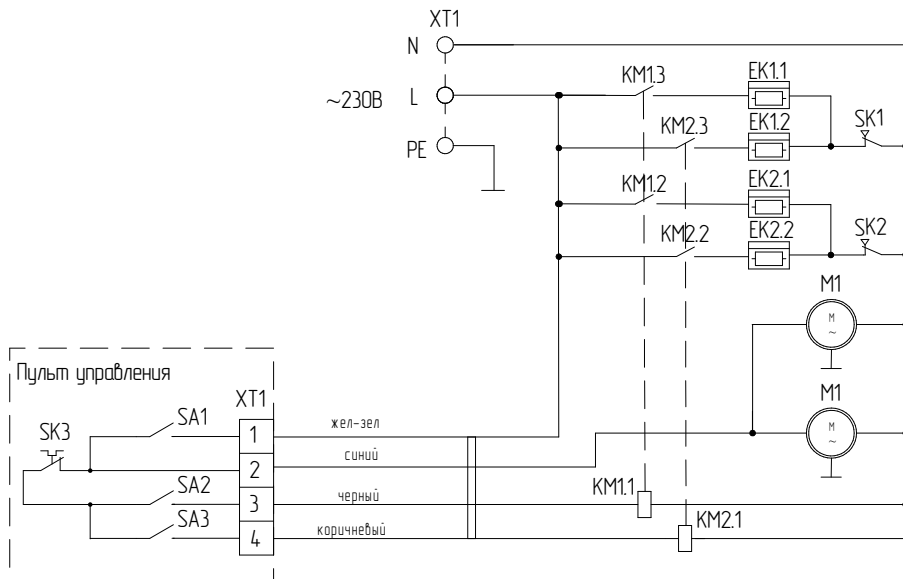 XT1
N
KM1.3
EK1.1
~230В
L
KM2.3
EK1.2
SK1
PE
KM1.2
EK2.1
KM2.2
EK2.2
SK2
M1
M
~
Пульт управления
M1
XT1
SA1
1
жел-зел
M
~
SK3
2
синий
SA2
3
черный
KM1.1
SA3
4
коричневый
KM2.1